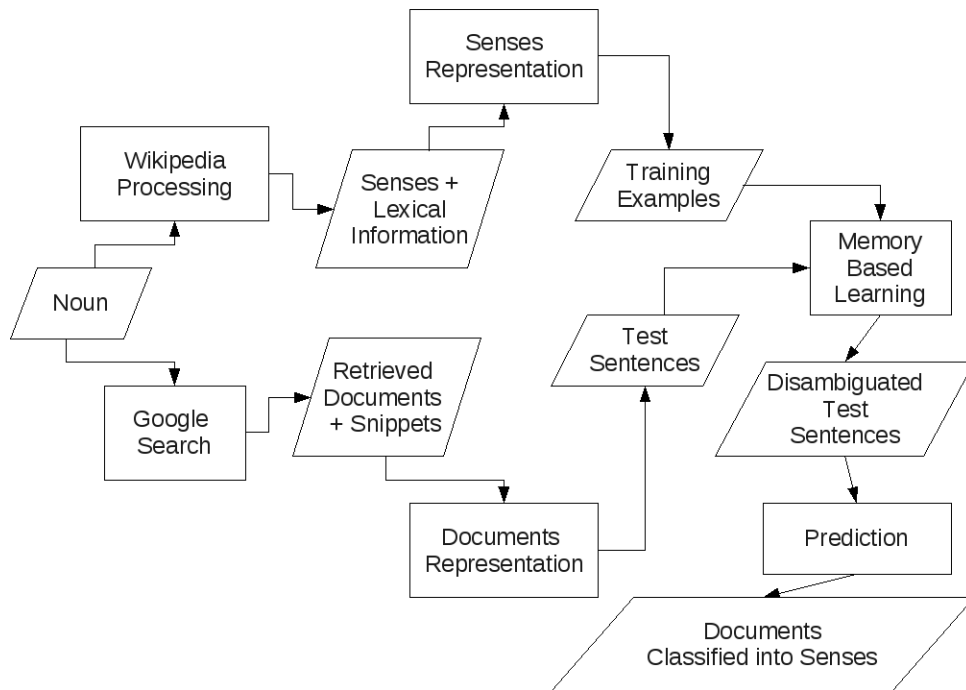 Senses
Representation
Wikipedia
Processing
Senses +
Lexical
Information
Training
Examples
Memory
Based
Learning
Noun
Test
Sentences
Retrieved
Documents
+ Snippets
Google
Search
Disambiguated
Test
Sentences
Documents
Representation
Prediction
Documents
Classified into Senses